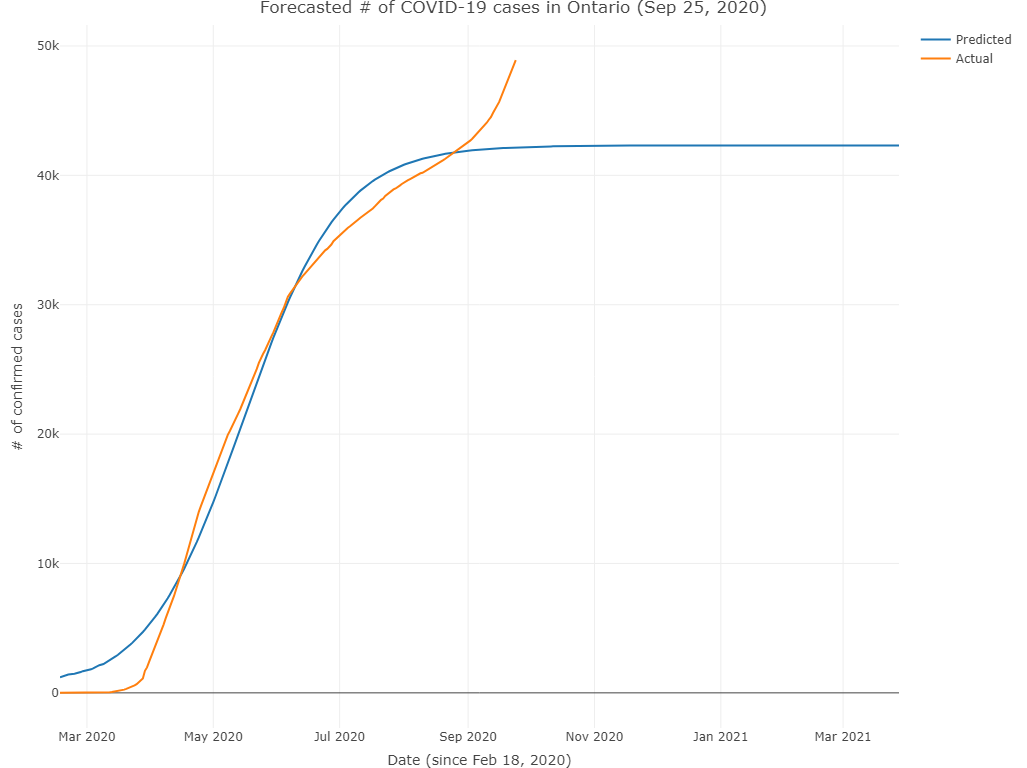 Forecasted # of COVID-19 cases in Ontario (Sep 25, 2020)
Predicted
Actual
50k
40k
30k
20k
10k
0
# of confirmed cases
Mar 2020 May 2020 Jul 2020 Sep 2020 Nov 2020 Jan 2021 Mar 2021
Date (since Feb 18, 2020)